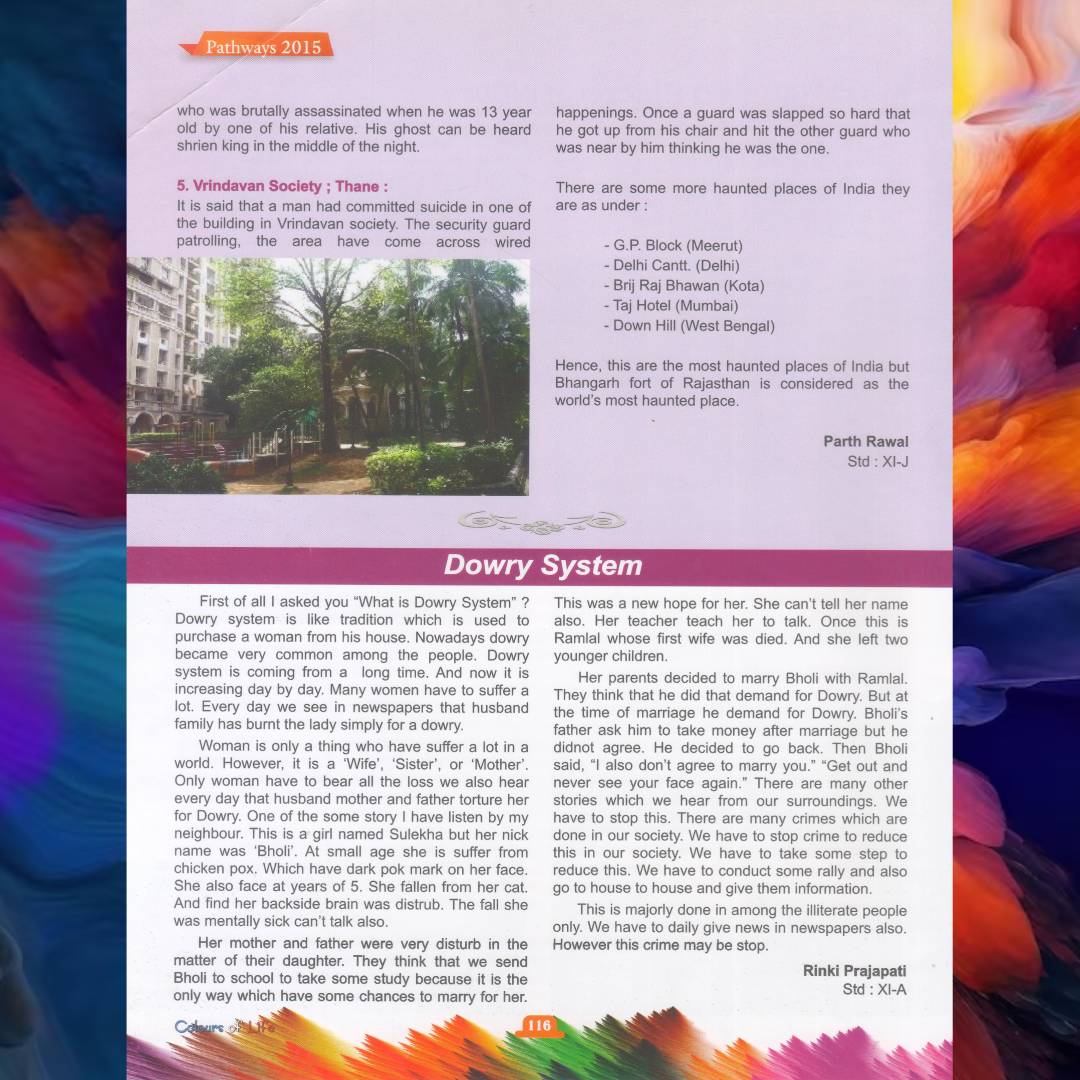 Pathways 2015
who was brutally assassinated when he was 13 year
old by one of his relative. His ghost can be heard
shrien king in the middle of the night.
5. Vrindavan Society ; Thane :
It is said that a man had committed suicide in one of
the building in Vrindavan society. The security guard
patrolling, the area have come across wired
happenings. Once a guard was slapped so hard that
he got up from his chair and hit the other guard who
was near by him thinking he was the one.
There are some more haunted places of India they
are as under :
- G.P. Block (Meerut)
- Delhi Cantt. (Delhi)
- Brij Raj Bhawan (Kota)
- Taj Hotel (Mumbai)
- Down Hill (West Bengal)
Hence, this are the most haunted places of India but
Bhangarh fort of Rajasthan is considered as the
world's most haunted place.
Parth Rawal
Std : XI-J
Dowry System
First of all I asked you “What is Dowry System” ?
Dowry system is like tradition which is used to
purchase a woman from his house. Nowadays dowry
became very common among the people. Dowry
system is coming from a long time. And now it is
increasing day by day. Many women have to suffer a
lot. Every day we see in newspapers that husband
family has burnt the lady simply for a dowry.
Woman is only a thing who have suffer a lot in a
world. However, it is a ‘Wife’, ‘Sister’, or ‘Mother’.
Only woman have to bear all the loss we also hear
every day that husband mother and father torture her
for Dowry. One of the some story I have listen by my
neighbour. This is a girl named Sulekha but her nick
name was ‘Bholi’. At small age she is suffer from
chicken pox. Which have dark pok mark on her face.
She also face at years of 5. She fallen from her cat.
And find her backside brain was distrub. The fall she
was mentally sick can’t talk also.
Her mother and father were very disturb in the
matter of their daughter. They think that we send
Bholi to school to take some study because it is the
only way which have some chances to marry for her.
This was a new hope for her. She can’t tell her name
also. Her teacher teach her to talk. Once this is
Ramlal whose first wife was died. And she left two
younger children.
Her parents decided to marry Bholi with Ramlal.
They think that he did that demand for Dowry. But at
the time of marriage he demand for Dowry. Bholi’s
father ask him to take money after marriage but he
didnot agree. He decided to go back. Then Bholi
said, “I also don’t agree to marry you.” “Get out and
never see your face again.” There are many other
stories which we hear from our surroundings. We
have to stop this. There are many crimes which are
done in our society. We have to stop crime to reduce
this in our society. We have to take some step to
reduce this. We have to conduct some rally and also
go to house to house and give them information.
This is majorly done in among the illiterate people
only. We have to daily give news in newspapers also.
However this crime may be stop.
Rinki Prajapati
Std : XI-A
Colours of Life
116